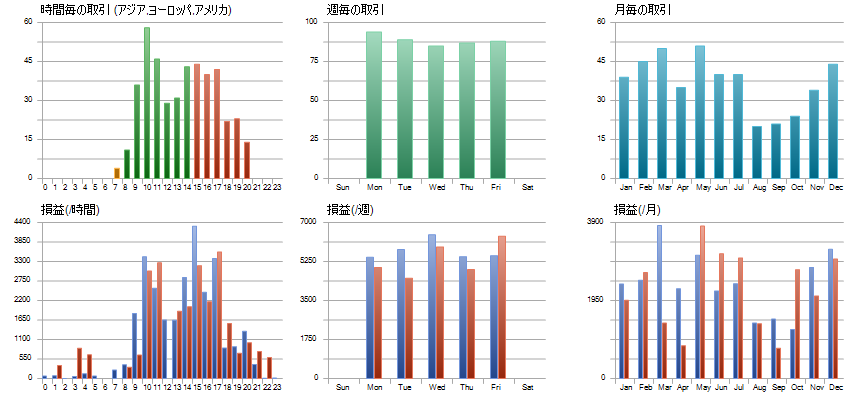 時間毎の取引 (アジア,ヨーロッパ,アメリカ)
60
45
30
15
0
0 1 2 3 4 5 6 7 8 9 10 11 12 13 14 15 16 17 18 19 20 21 22 23
週毎の取引
100
75
50
25
0
Sun Mon Tue Wed Thu Fri Sat
月毎の取引
60
45
30
15
0
Jan Feb Mar Apr May Jun Jul Aug Sep Oct Nov Dec
損益(/時間)
4400
3850
3300
2750
2200
1650
1100
550
0
0 1 2 3 4 5 6 7 8 9 10 11 12 13 14 15 16 17 18 19 20 21 22 23
損益(/週)
7000
5250
3500
1750
0
Sun Mon Tue Wed Thu Fri Sat
損益(/月)
3900
1950
0
Jan Feb Mar Apr May Jun Jul Aug Sep Oct Nov Dec